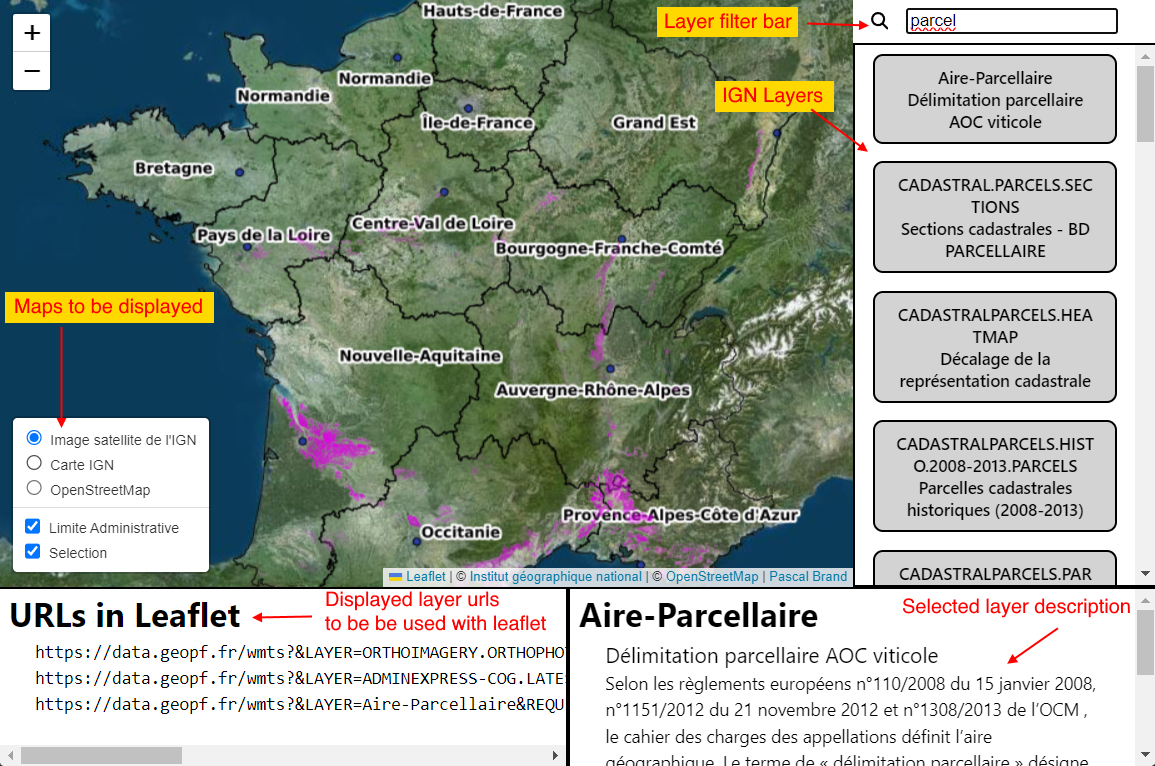 +
−
Hauts-de-France
Normandie
Normandie
Île-de-France
Grand Est
Bretagne
Centre-Val de Loire
Pays de la Loire
Bourgogne-Franche-Comté
Nouvelle-Aquitaine
Auvergne-Rhône-Alpes
Provence-Alpes-Côte d'Azur
Occitanie
Maps to be displayed
Image satellite de l'IGN
Carte IGN
OpenStreetMap
Limite Administrative
Selection
Leaflet | © Institut géographique national | © OpenStreetMap | Pascal Brand
Layer filter bar
parcel
IGN Layers
Aire-Parcellaire
Délimitation parcellaire
AOC viticole
CADASTRAL.PARCELS.SEC
TIONS
Sections cadastrales - BD
PARCELLAIRE
CADASTRALPARCELS.HEA
TMAP
Décalage de la
représentation cadastrale
CADASTRALPARCELS.HIST
O.2008-2013.PARCELS
Parcelles cadastrales
historiques (2008-2013)
CADASTRALPARCELS.PAR
URLs in Leaflet
Displayed layer urls
to be be used with leaflet
https://data.geopf.fr/wmts?&LAYER=ORTHOIMAGERY.ORTHOPHO
https://data.geopf.fr/wmts?&LAYER=ADMINEXPRESS-COG.LATE
https://data.geopf.fr/wmts?&LAYER=Aire-Parcellaire&REQU
Aire-Parcellaire
Selected layer description
Délimitation parcellaire AOC viticole
Selon les règlements européens n°110/2008 du 15 janvier 2008,
n°1151/2012 du 21 novembre 2012 et n°1308/2013 de l'OCM ,
le cahier des charges des appellations définit l'aire
géographique. Le terme de « délimitation parcellaire » désigne